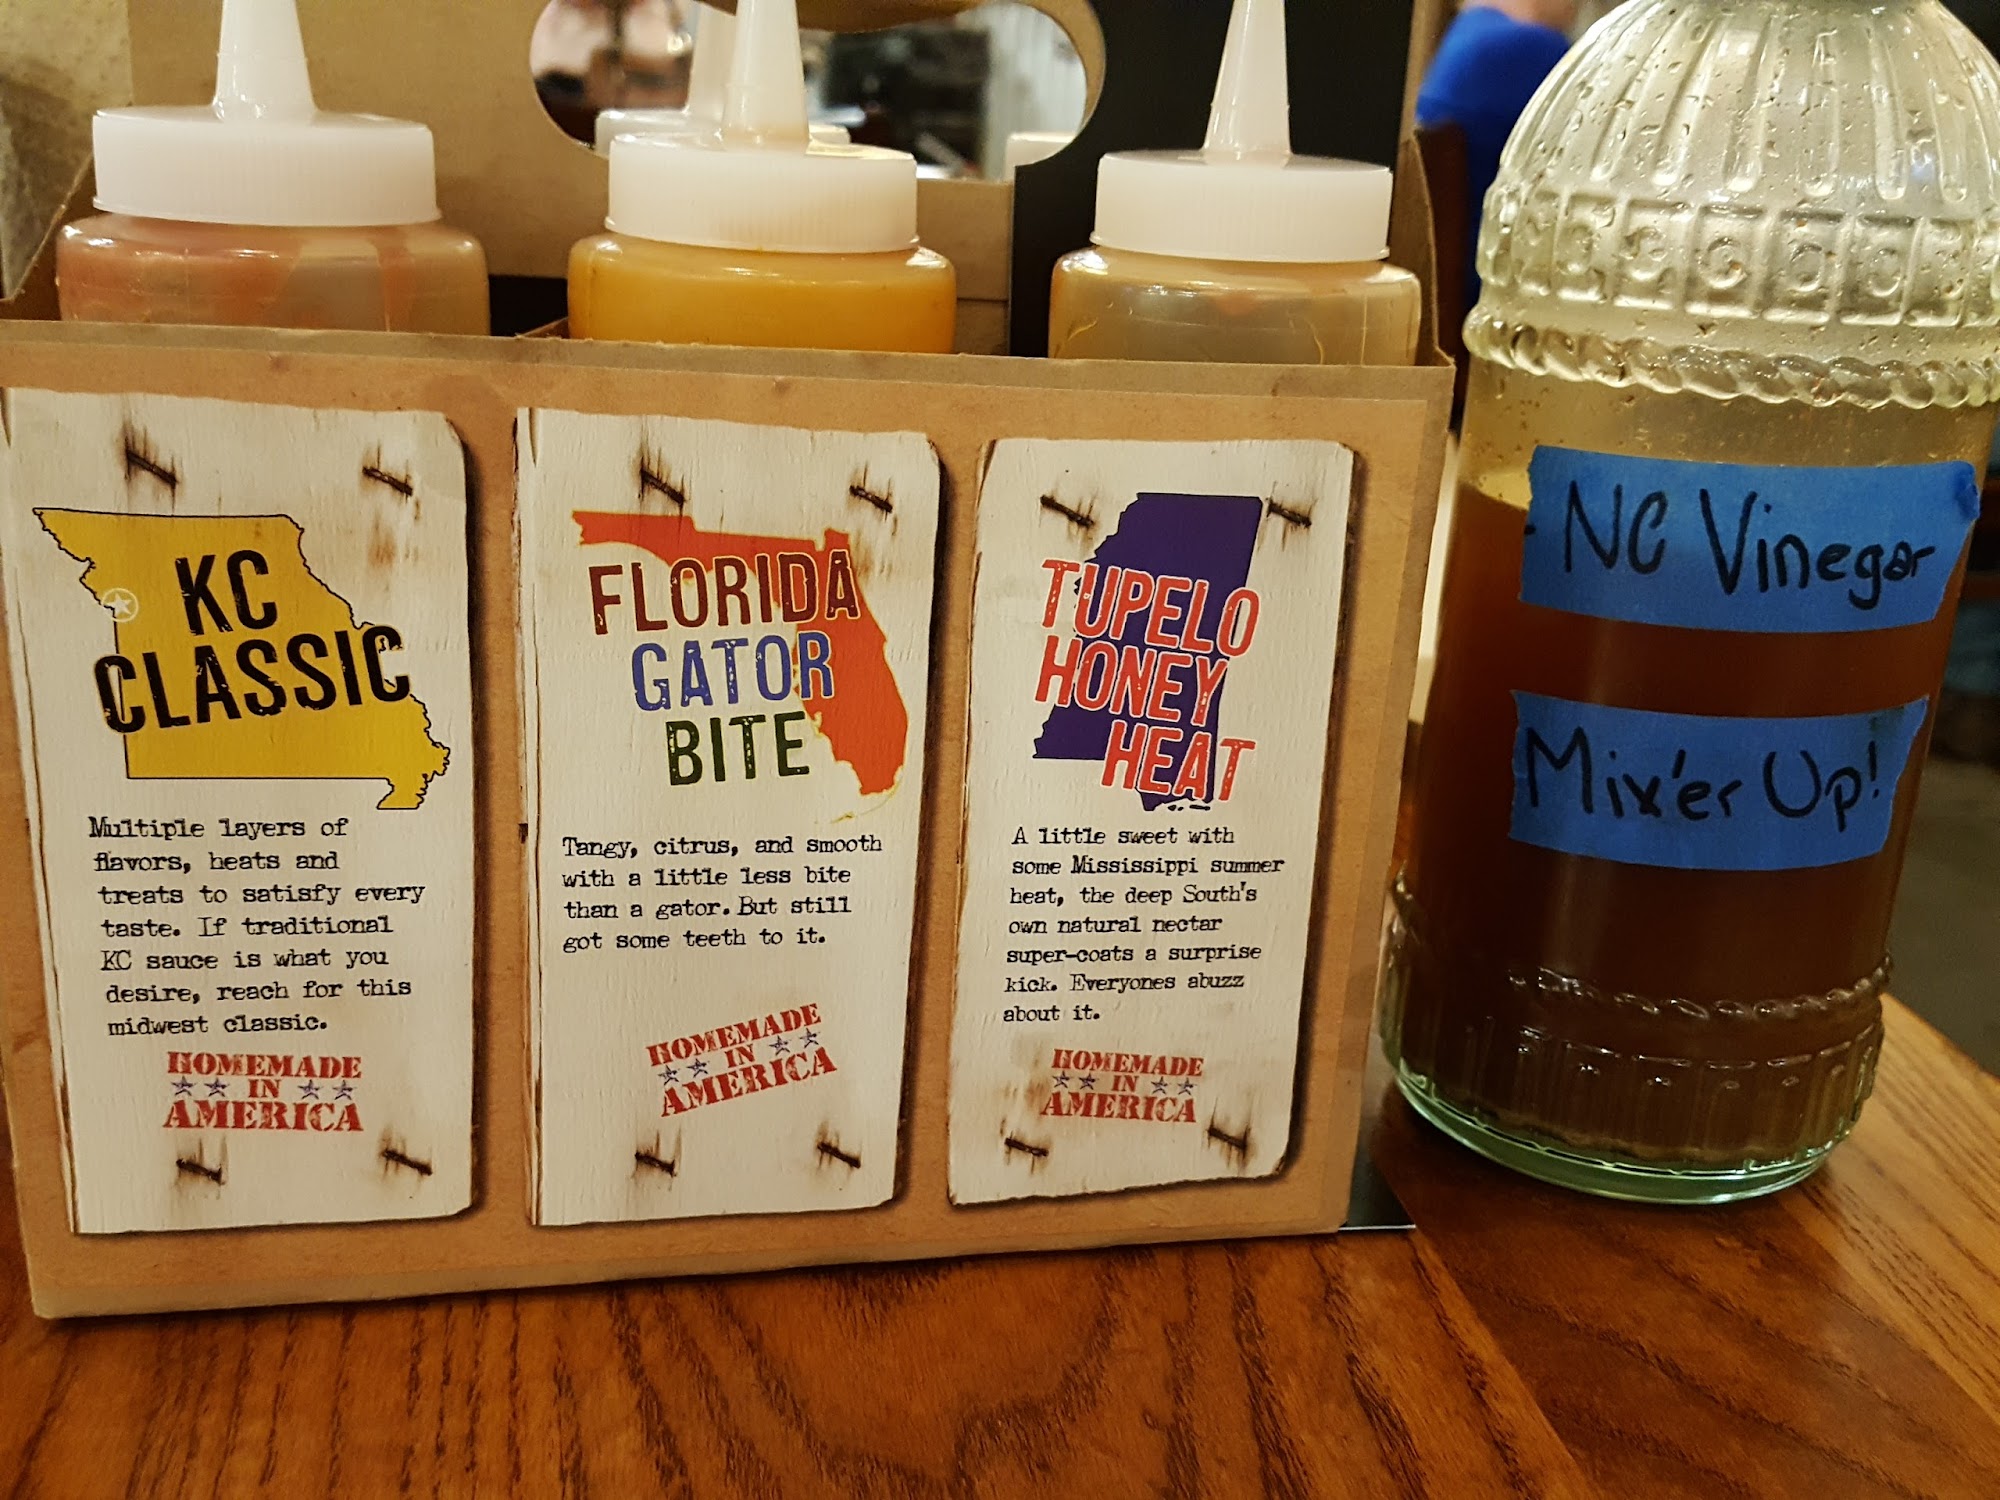 KC
CLASSIC
Multiple layers of
flavors, heats and
treats to satisfy every
taste. If traditional
KC sauce is what you
desire, reach for this
midwest classic.
HOMEMADE
IN
AMERICA
FLORIDA
GATOR
BITE
Tangy, citrus, and smooth
with a little less bite
than a gator. But still
got some teeth to it.
HOMEMADE
IN
AMERICA
TUPELO
HONEY
HEAT
A little sweet with
some Mississippi summer
heat, the deep South's
own natural nectar
super-coats a surprise
kick. Everyones abuzz
about it.
HOMEMADE
IN
AMERICA
NC Vinegar
Mix'er Up!